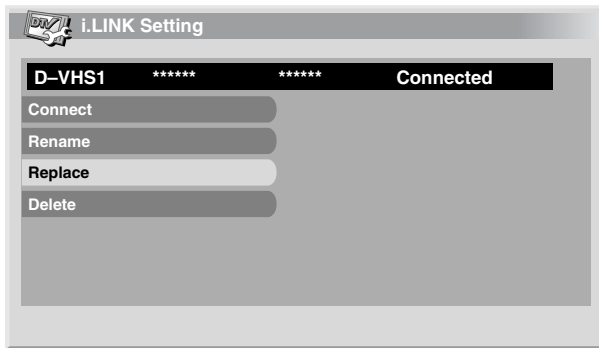 DTV i.LINK Setting
D–VHS1 ****** ****** Connected
Connect
Rename
Replace
Delete